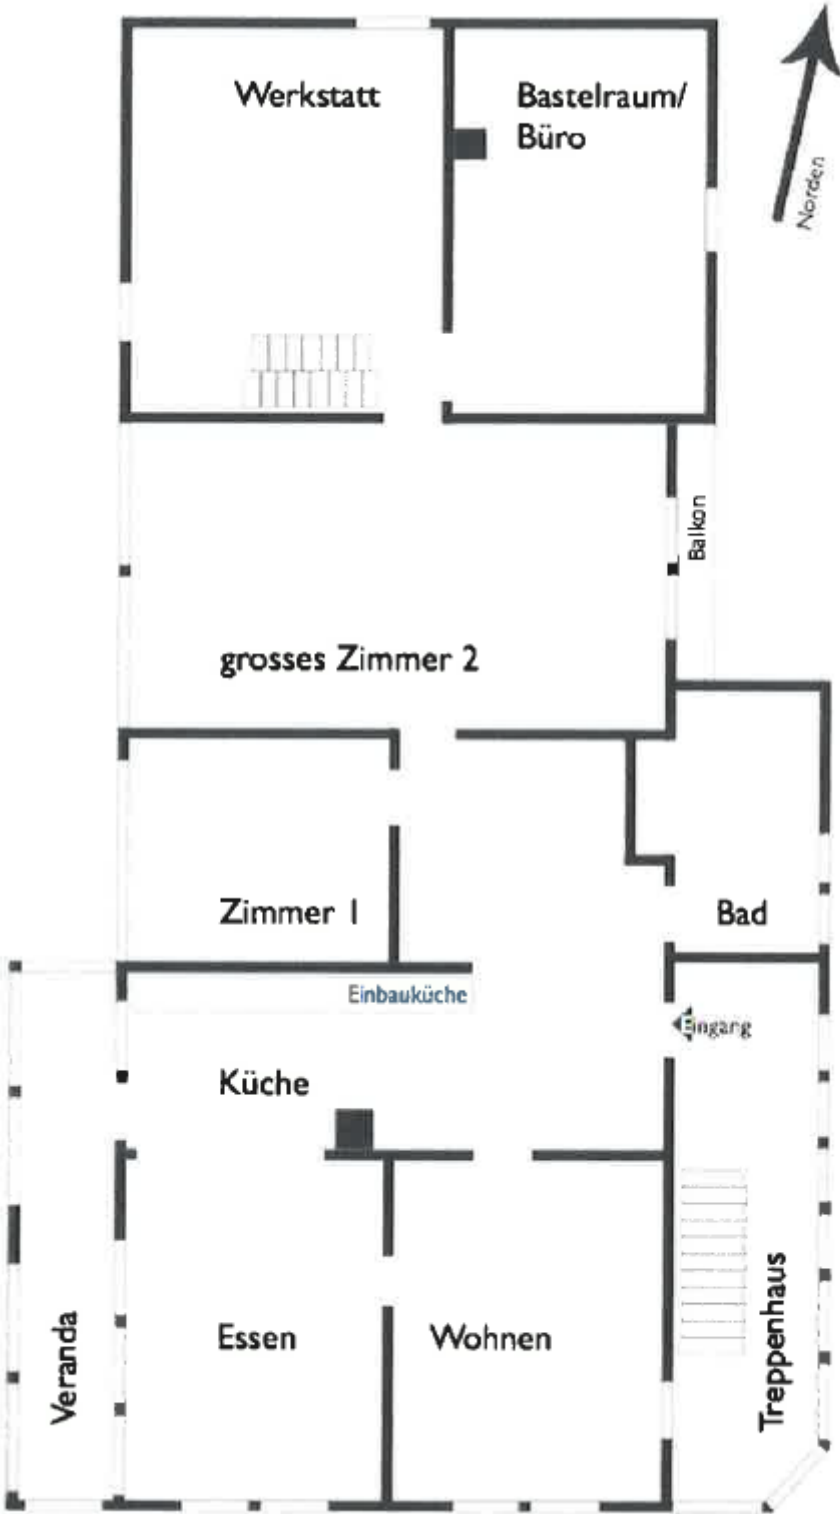 Werkstatt
Bastelraum/
Büro
Norden
Balkon
grosses Zimmer 2
Zimmer 1
Bad
Einbauküche
Eingang
Küche
Essen
Wohnen
Veranda
Treppenhaus